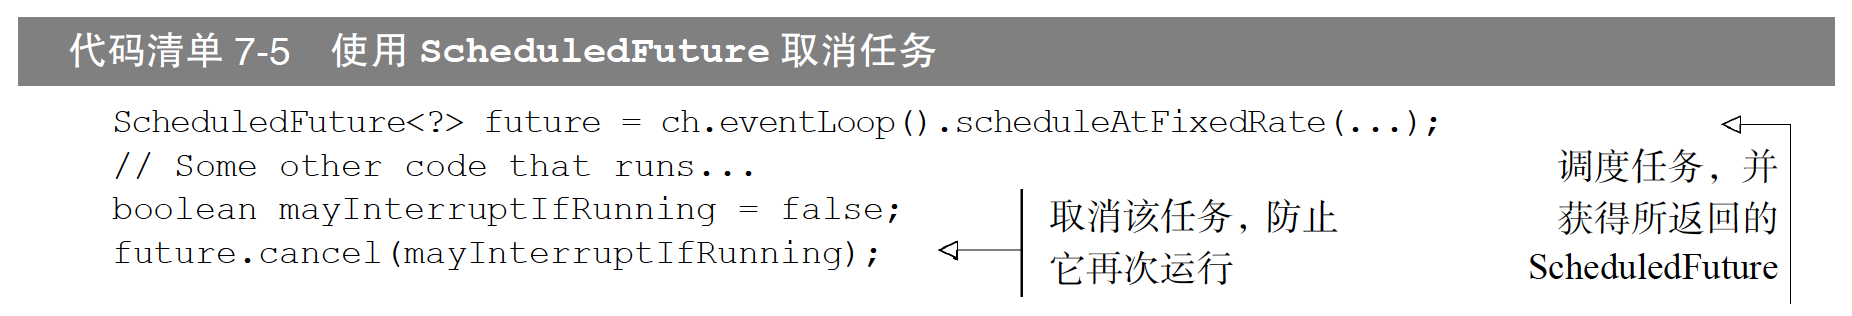 代码清单 7-5 使用 ScheduledFuture 取消任务
ScheduledFuture<?> future = ch.eventLoop().scheduleAtFixedRate(...);
// Some other code that runs...
boolean mayInterruptIfRunning = false;
future.cancel(mayInterruptIfRunning);
取消该任务，防止
它再次运行
调度任务，并
获得所返回的
ScheduledFuture